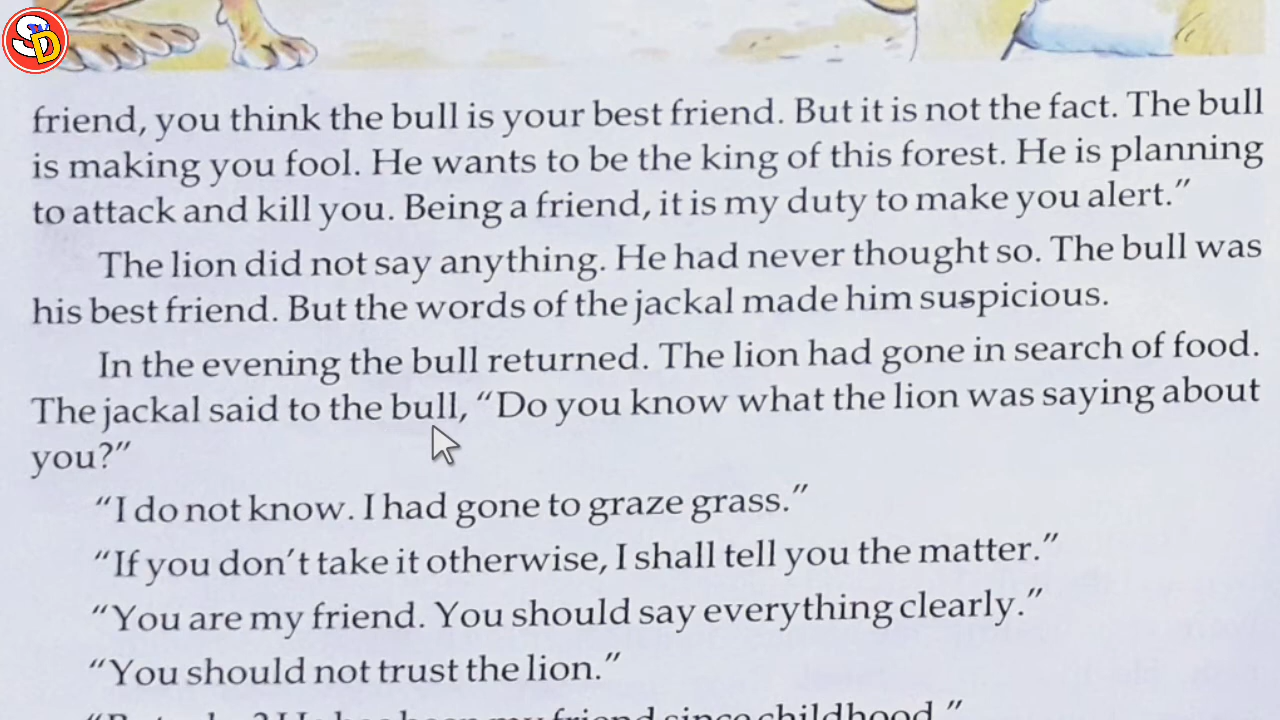 SD
friend, you think the bull is your best friend. But it is not the fact. The bull
is making you fool. He wants to be the king of this forest. He is planning
to attack and kill you. Being a friend, it is my duty to make you alert.”
The lion did not say anything. He had never thought so. The bull was
his best friend. But the words of the jackal made him suspicious.
In the evening the bull returned. The lion had gone in search of food.
The jackal said to the bull, “Do you know what the lion was saying about
you?”
“I do not know. I had gone to graze grass.”
“If you don’t take it otherwise, I shall tell you the matter.”
“You are my friend. You should say everything clearly.”
“You should not trust the lion.”
my friend since childhood.”